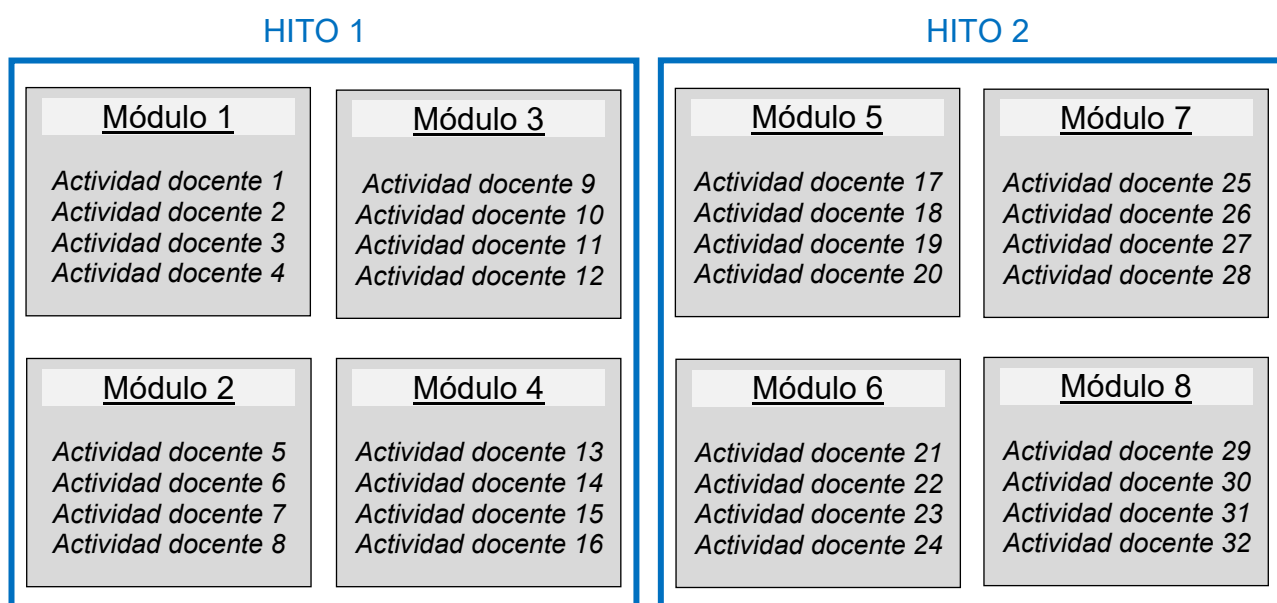 HITO 1
Módulo 1
Actividad docente 1
Actividad docente 2
Actividad docente 3
Actividad docente 4
Módulo 2
Actividad docente 5
Actividad docente 6
Actividad docente 7
Actividad docente 8
Módulo 3
Actividad docente 9
Actividad docente 10
Actividad docente 11
Actividad docente 12
Módulo 4
Actividad docente 13
Actividad docente 14
Actividad docente 15
Actividad docente 16
HITO 2
Módulo 5
Actividad docente 17
Actividad docente 18
Actividad docente 19
Actividad docente 20
Módulo 6
Actividad docente 21
Actividad docente 22
Actividad docente 23
Actividad docente 24
Módulo 7
Actividad docente 25
Actividad docente 26
Actividad docente 27
Actividad docente 28
Módulo 8
Actividad docente 29
Actividad docente 30
Actividad docente 31
Actividad docente 32